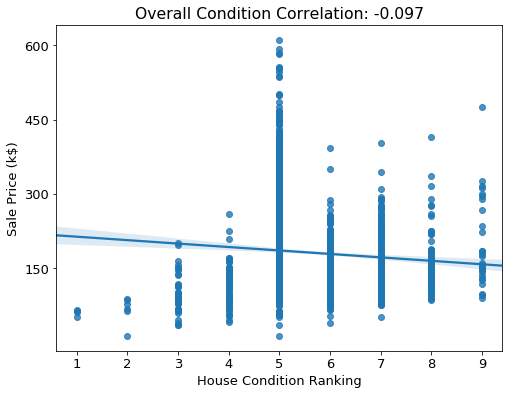 Overall Condition Correlation: -0.097
600
450
300
150
Sale Price (k$)
1 2 3 4 5 6 7 8 9
House Condition Ranking